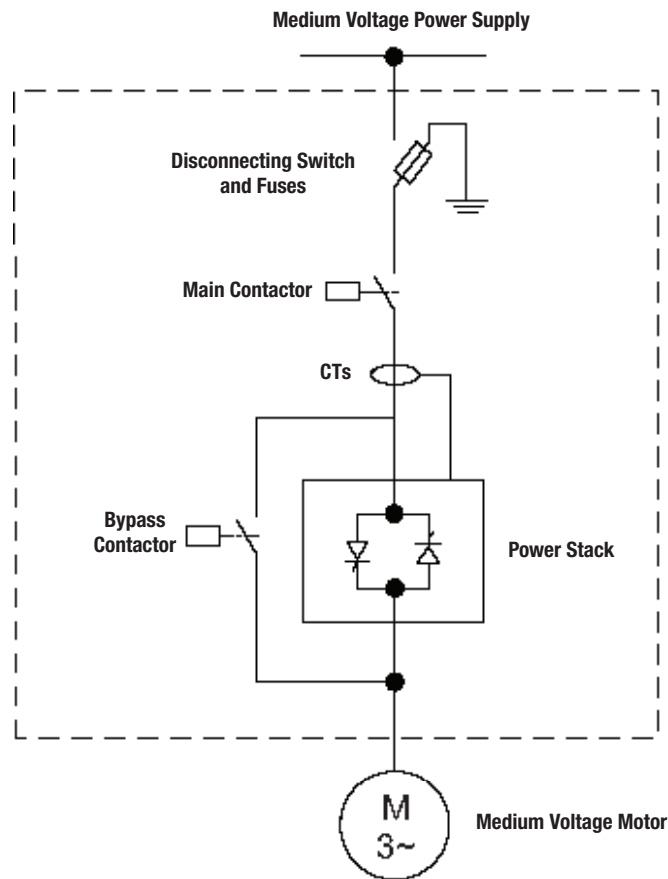 Medium Voltage Power Supply
Disconnecting Switch
and Fuses
Main Contactor
CTs
Bypass
Contactor
Power Stack
M
3~
Medium Voltage Motor